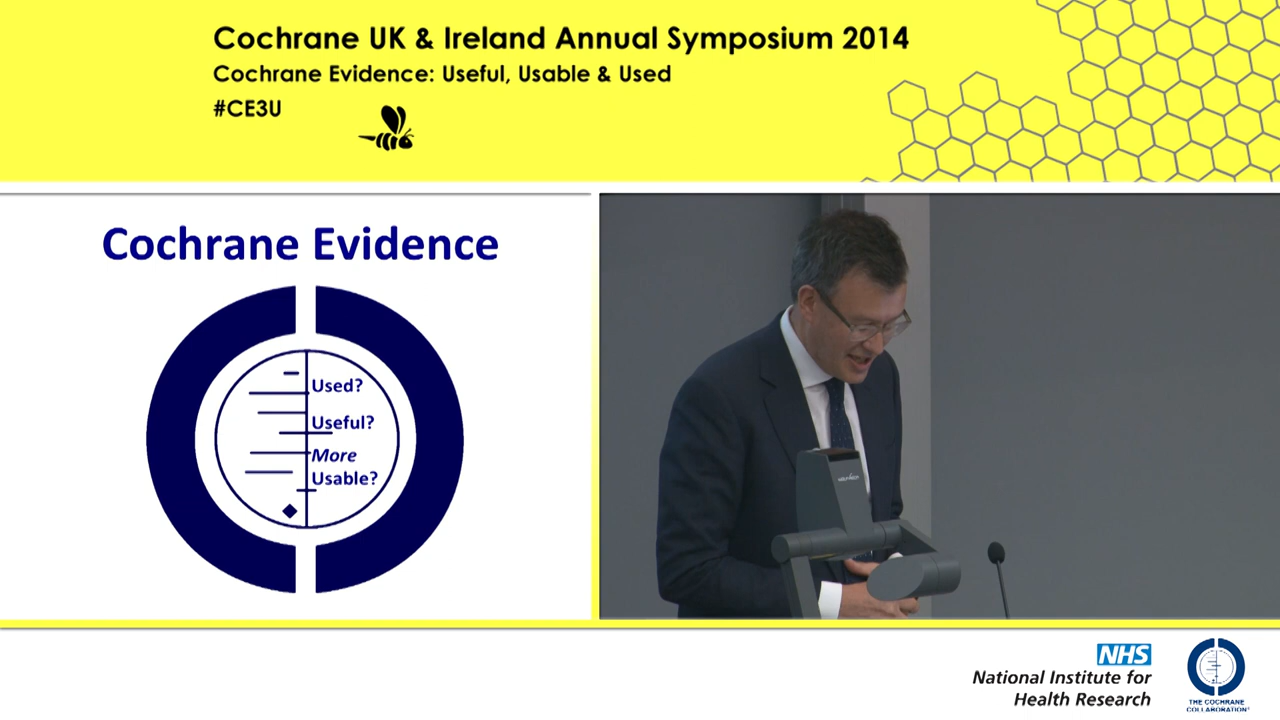 Cochrane UK & Ireland Annual Symposium 2014
Cochrane Evidence: Useful, Usable & Used
#CE3U
Cochrane Evidence
Used?
Useful?
More
Usable?
NHS
National Institute for
Health Research
THE COCHRANE
COLLABORATION®